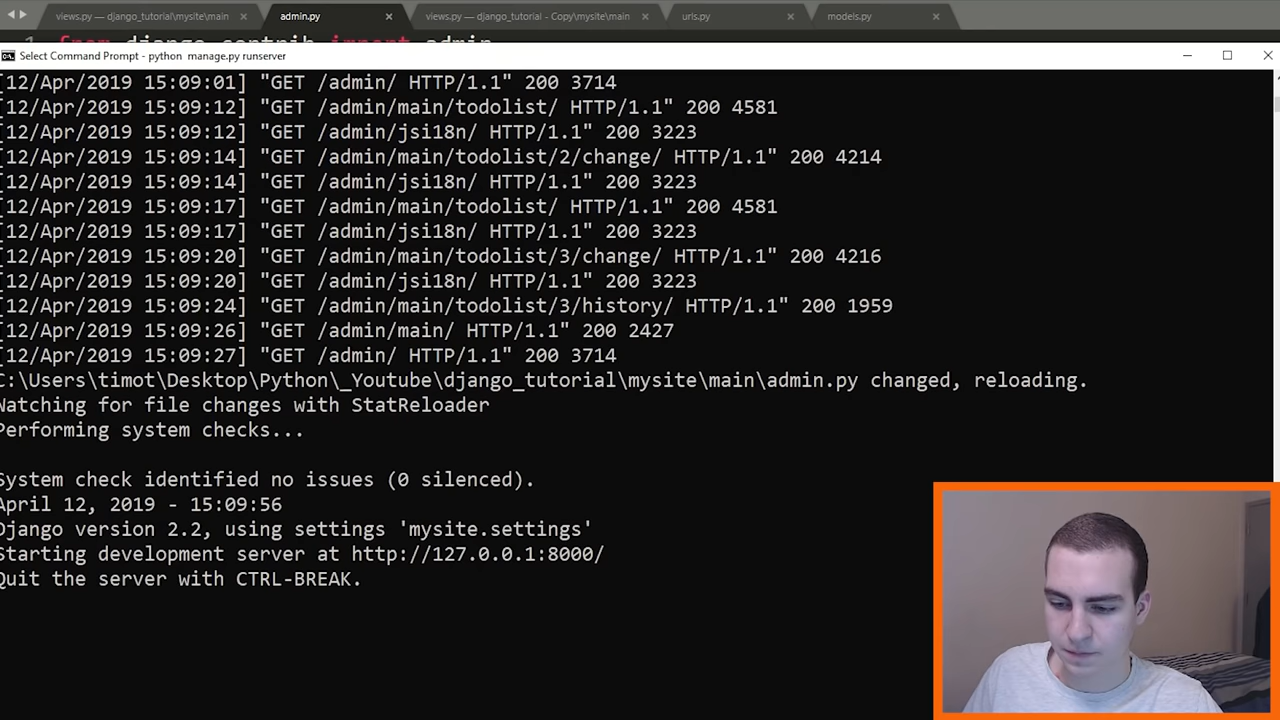 views.py — django_tutorial\mysite\main
admin.py
views.py — django_tutorial - Copy\mysite\main
urls.py
models.py
from django.contrib import admin
Select Command Prompt - python manage.py runserver
[12/Apr/2019 15:09:01] "GET /admin/ HTTP/1.1" 200 3714
[12/Apr/2019 15:09:12] "GET /admin/main/todolist/ HTTP/1.1" 200 4581
[12/Apr/2019 15:09:12] "GET /admin/jsi18n/ HTTP/1.1" 200 3223
[12/Apr/2019 15:09:14] "GET /admin/main/todolist/2/change/ HTTP/1.1" 200 4214
[12/Apr/2019 15:09:14] "GET /admin/jsi18n/ HTTP/1.1" 200 3223
[12/Apr/2019 15:09:17] "GET /admin/main/todolist/ HTTP/1.1" 200 4581
[12/Apr/2019 15:09:17] "GET /admin/jsi18n/ HTTP/1.1" 200 3223
[12/Apr/2019 15:09:20] "GET /admin/main/todolist/3/change/ HTTP/1.1" 200 4216
[12/Apr/2019 15:09:20] "GET /admin/jsi18n/ HTTP/1.1" 200 3223
[12/Apr/2019 15:09:24] "GET /admin/main/todolist/3/history/ HTTP/1.1" 200 1959
[12/Apr/2019 15:09:26] "GET /admin/main/ HTTP/1.1" 200 2427
[12/Apr/2019 15:09:27] "GET /admin/ HTTP/1.1" 200 3714
C:\Users\timot\Desktop\Python\_Youtube\django_tutorial\mysite\main\admin.py changed, reloading.
Watching for file changes with StatReloader
Performing system checks...
System check identified no issues (0 silenced).
April 12, 2019 - 15:09:56
Django version 2.2, using settings 'mysite.settings'
Starting development server at http://127.0.0.1:8000/
Quit the server with CTRL-BREAK.